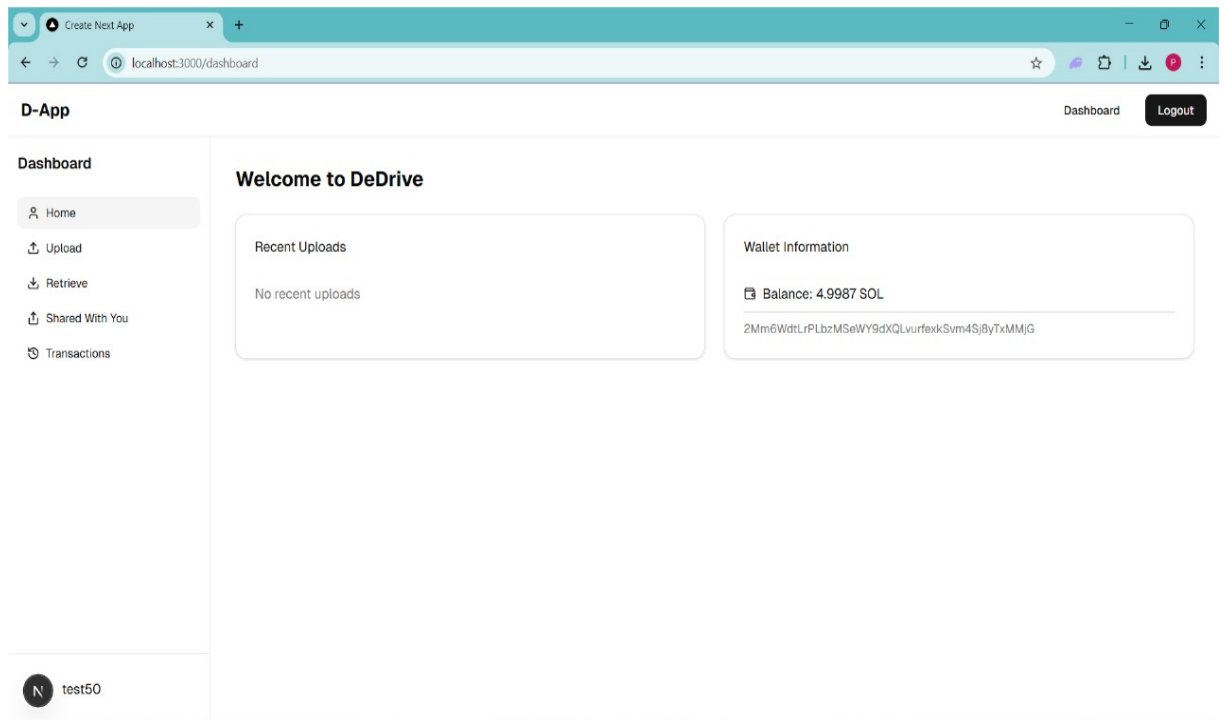 Create Next App
localhost:3000/dashboard
P
D-App
Dashboard
Logout
Dashboard
Home
Upload
Retrieve
Shared With You
Transactions
Welcome to DeDrive
Recent Uploads
No recent uploads
Wallet Information
Balance: 4.9987 SOL
2Mm6WdtLrPLbzMSeWY9dXQLvurfexkSvm4Sj8yTxMMjG
N
test50